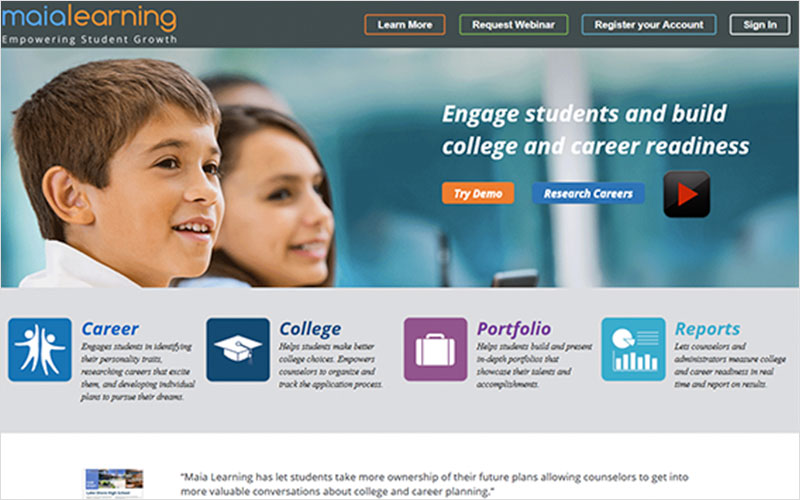 maialearning
Empowering Student Growth
Learn More
Request Webinar
Register your Account
Sign In
Engage students and build
college and career readiness
Try Demo
Research Careers
Career
Engages students in identifying
their personality traits,
researching careers that excite
them, and developing individual
plans to pursue their dreams.
College
Helps students make better
college choices. Empowers
counselors to organize and
track the application process.
Portfolio
Helps students build and present
in-depth portfolios that
showcase their talents and
accomplishments.
Reports
Lets counselors and
administrators measure college
and career readiness in real
time and report on results.
Lake Shore High School
“Maia Learning has let students take more ownership of their future plans allowing counselors to get into
more valuable conversations about college and career planning.”